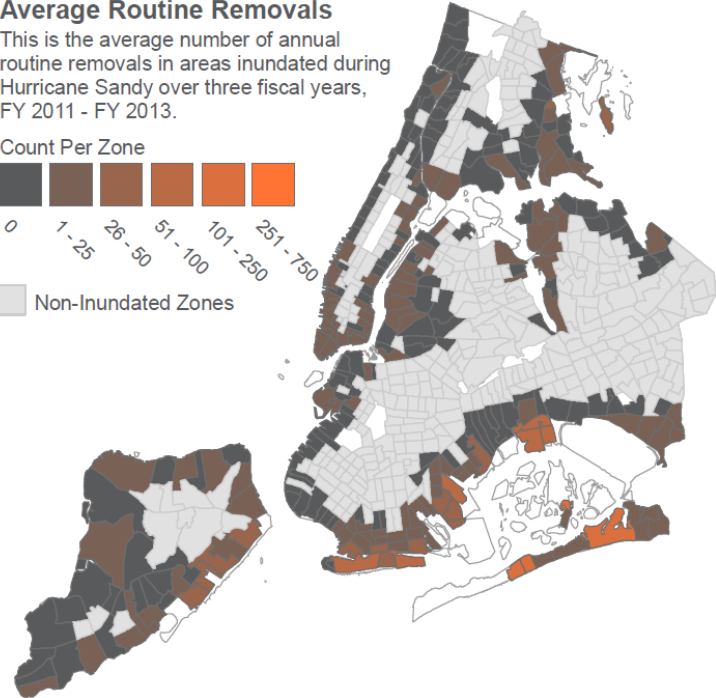 Average Routine Removals
This is the average number of annual
routine removals in areas inundated during
Hurricane Sandy over three fiscal years,
FY 2011 - FY 2013.
Count Per Zone
0
1 - 25
26 - 50
51 - 100
101 - 250
251 - 750
Non-Inundated Zones